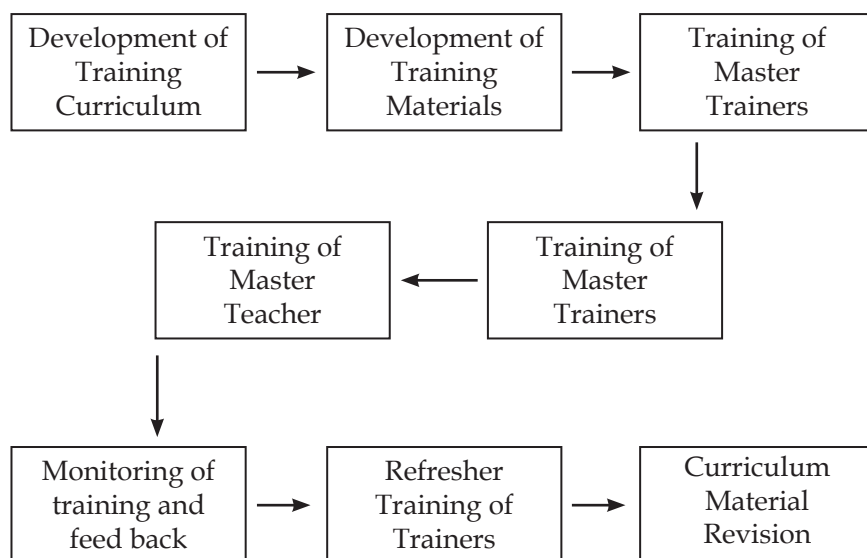 Development of
Training
Curriculum
Development of
Training
Materials
Training of
Master
Trainers
Training of
Master
Trainers
Training of
Master
Teacher
Monitoring of
training and
feed back
Refresher
Training of
Trainers
Curriculum
Material
Revision